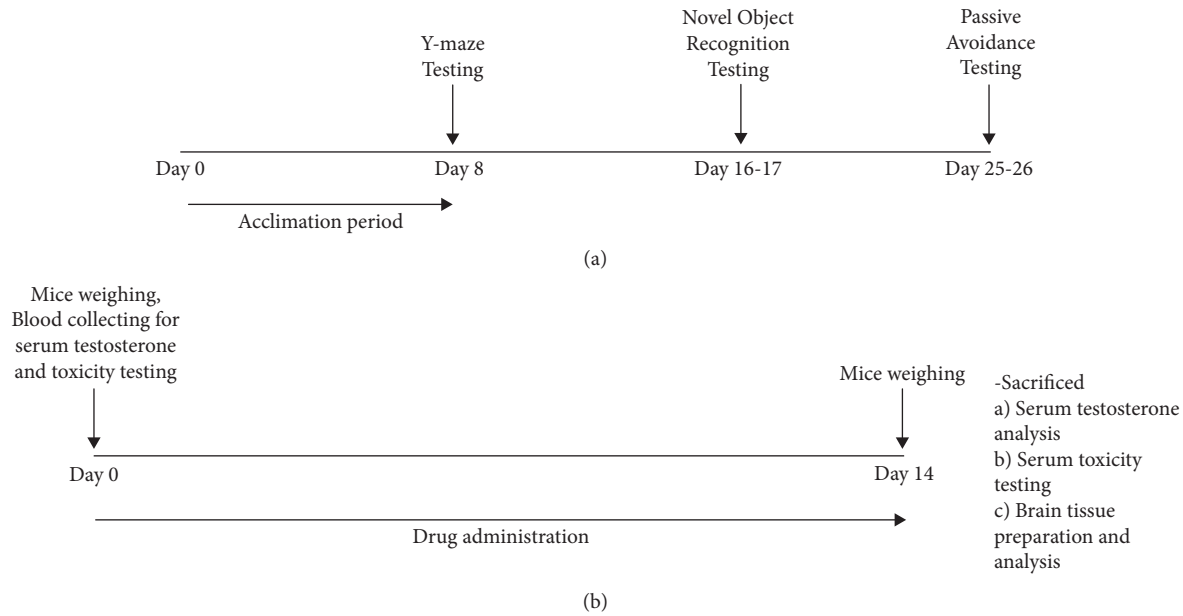 Y-maze
Testing
Novel Object
Recognition
Testing
Passive
Avoidance
Testing
Day 0
Day 8
Day 16-17
Day 25-26
Acclimation period
(a)
Mice weighing,
Blood collecting for
serum testosterone
and toxicity testing
Mice weighing
Day 0
Day 14
Drug administration
-Sacrificed
a) Serum testosterone
analysis
b) Serum toxicity
testing
c) Brain tissue
preparation and
analysis
(b)